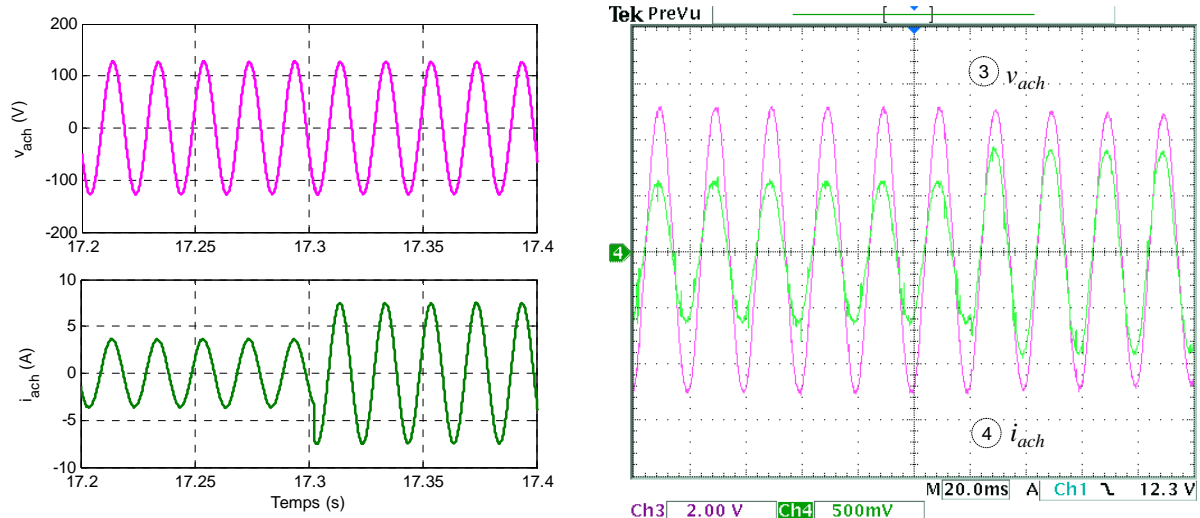 200
100
0
-100
-200
v_ach (V)
17.2 17.25 17.3 17.35 17.4
10
5
0
-5
-10
i_ach (A)
17.2 17.25 17.3 17.35 17.4
Temps (s)
Tek PreVu
3 v_ach
4
4 i_ach
M 20.0ms A Ch1 12.3 V
Ch3 2.00 V Ch4 500mV